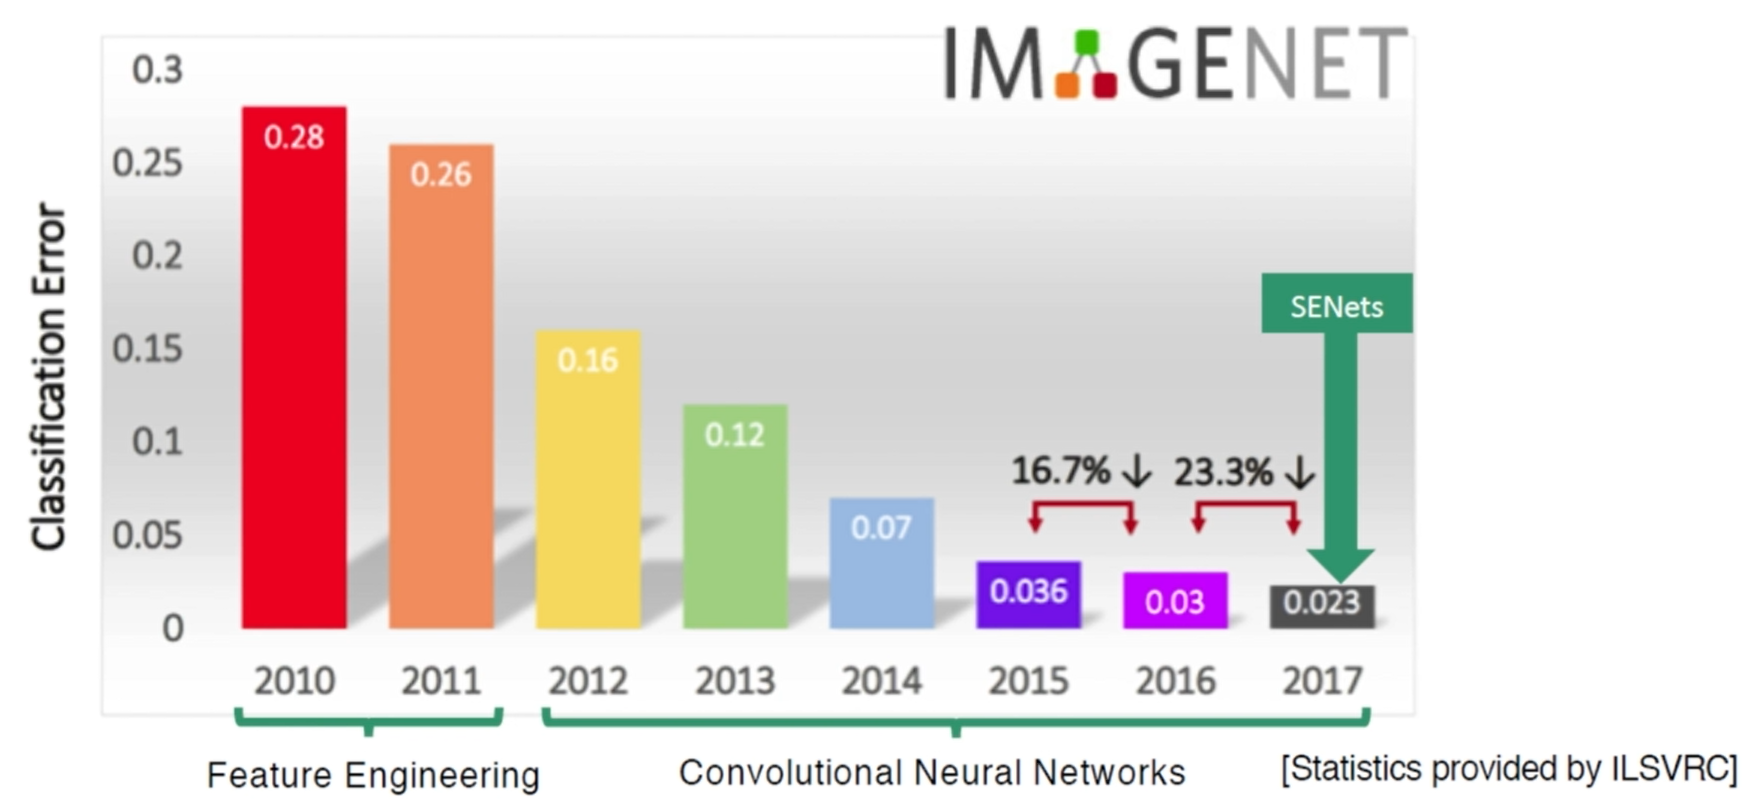 IMAGENET
Classification Error
0.3
0.25
0.2
0.15
0.1
0.05
0
0.28
0.26
0.16
0.12
0.07
0.036
0.03
0.023
16.7% ↓
23.3% ↓
SENets
2010 2011 2012 2013 2014 2015 2016 2017
Feature Engineering
Convolutional Neural Networks
[Statistics provided by ILSVRC]